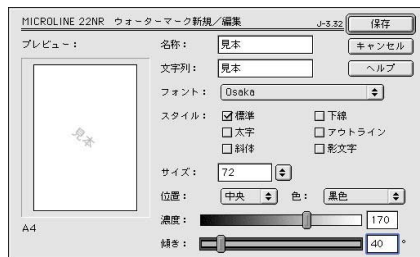 MICROLINE 22NR ウォーターマーク新規／編集 J-3.32 保存
プレビュー： 名称： 見本 キャンセル
文字列： 見本 ヘルプ
フォント： Osaka
スタイル： 標準 下線
太字 アウトライン
斜体 影文字
見本
サイズ： 72
位置： 中央 色： 黒色
濃度： 170
A4
傾き： 40 °